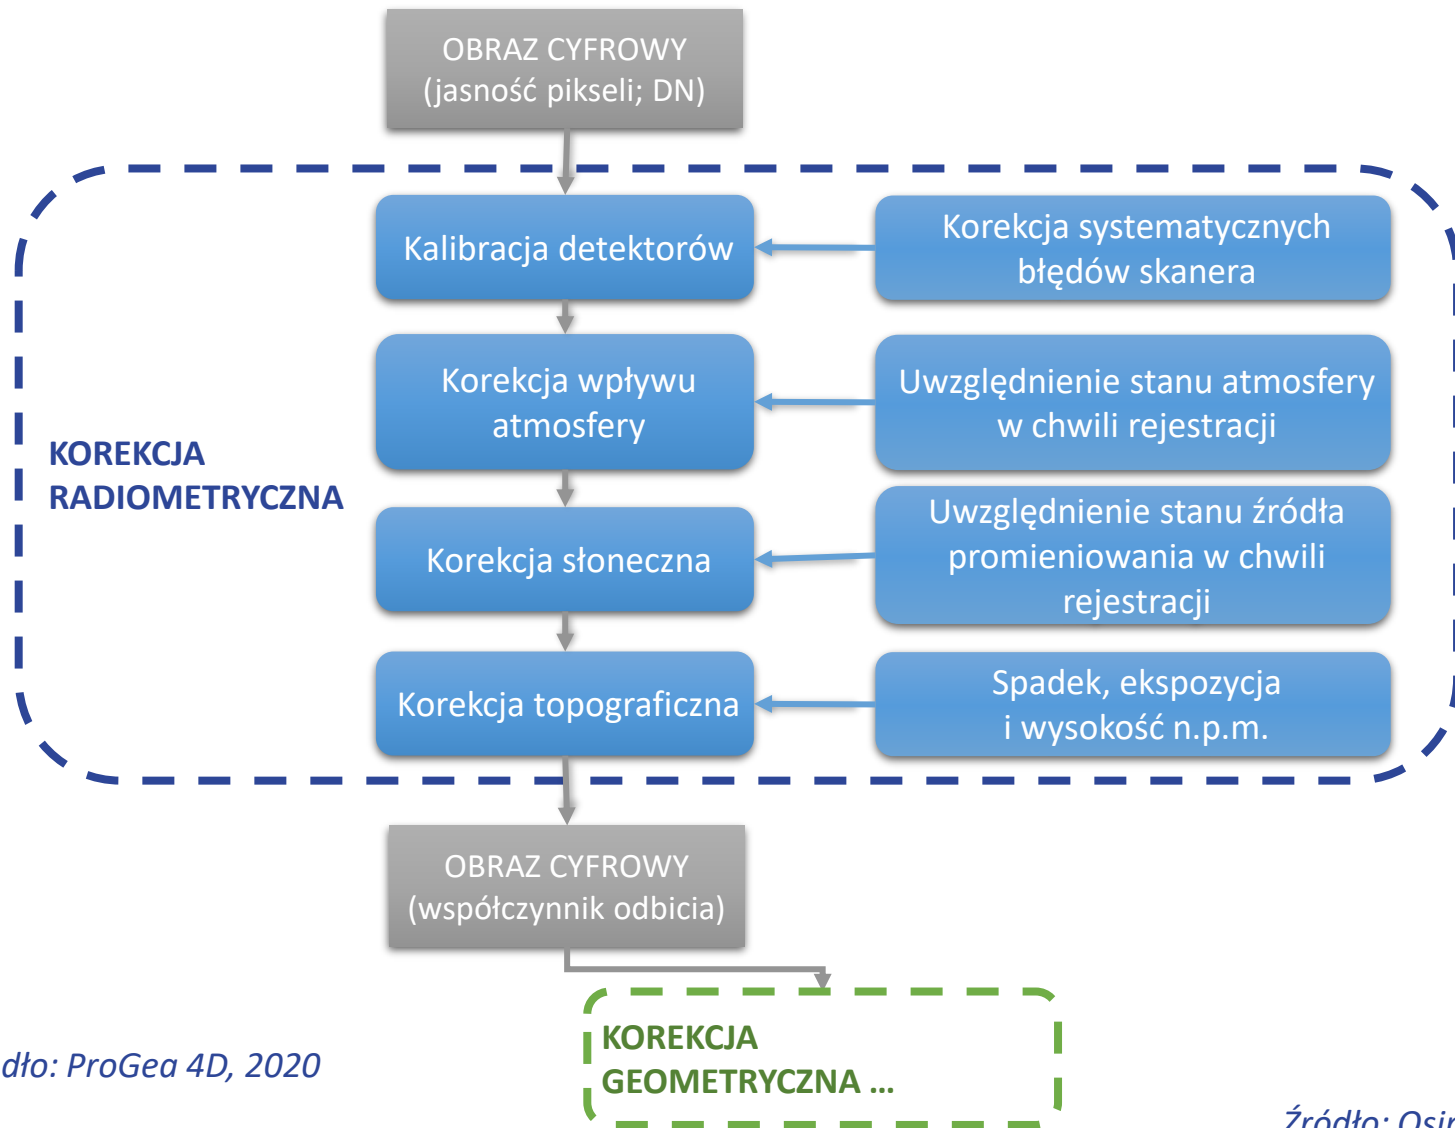 OBRAZ CYFROWY
(jasność pikseli; DN)
Kalibracja detektorów
Korekcja systematycznych
błędów skanera
Korekcja wpływu
atmosfery
Uwzględnienie stanu atmosfery
w chwili rejestracji
KOREKCJA
RADIOMETRYCZNA
Korekcja słoneczna
Uwzględnienie stanu źródła
promieniowania w chwili
rejestracji
Korekcja topograficzna
Spadek, ekspozycja
i wysokość n.p.m.
OBRAZ CYFROWY
(współczynnik odbicia)
KOREKCJA
GEOMETRYCZNA ...
dło: ProGea 4D, 2020
Źródło: